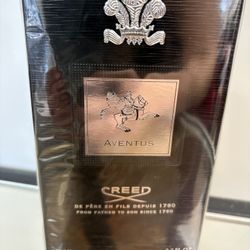 AVENTUS
CREED
DE PÈRE EN FILS DEPUIS 1760
FROM FATHER TO SON SINCE 1760